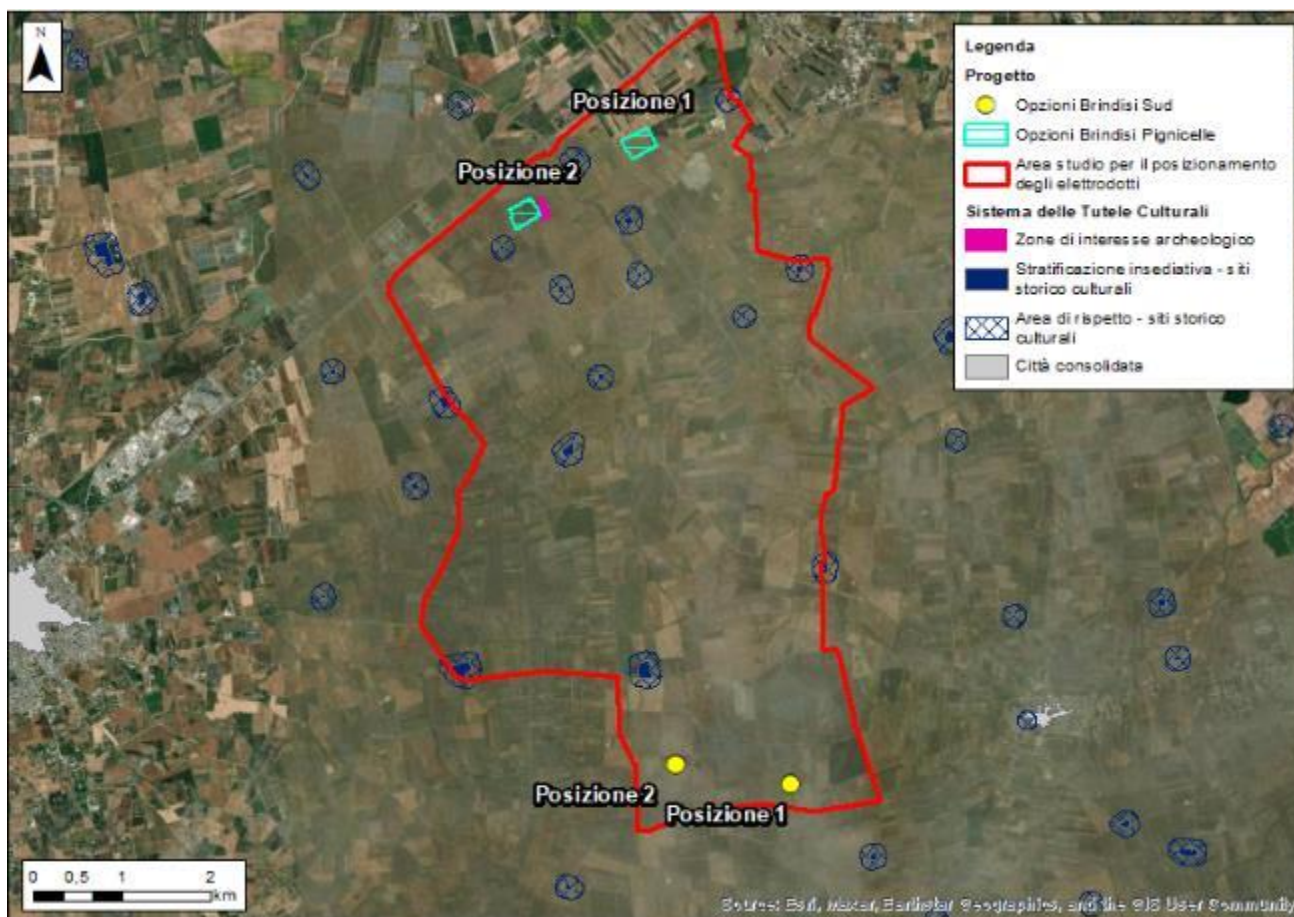 N
Posizione 1
Posizione 2
Legenda
Progetto
Opzioni Brindisi Sud
Opzioni Brindisi Pignicelle
Area studio per il posizionamento
degli elettrodotti
Sistema delle Tutele Culturali
Zone di interesse archeologico
Stratificazione insediativa - siti
storico culturali
Area di rispetto - siti storico
culturali
Città consolidata
Posizione 2
Posizione 1
0 0,5 1 2
km
Source: Esri, Maxar, Earthstar Geographics, and the GIS User Community